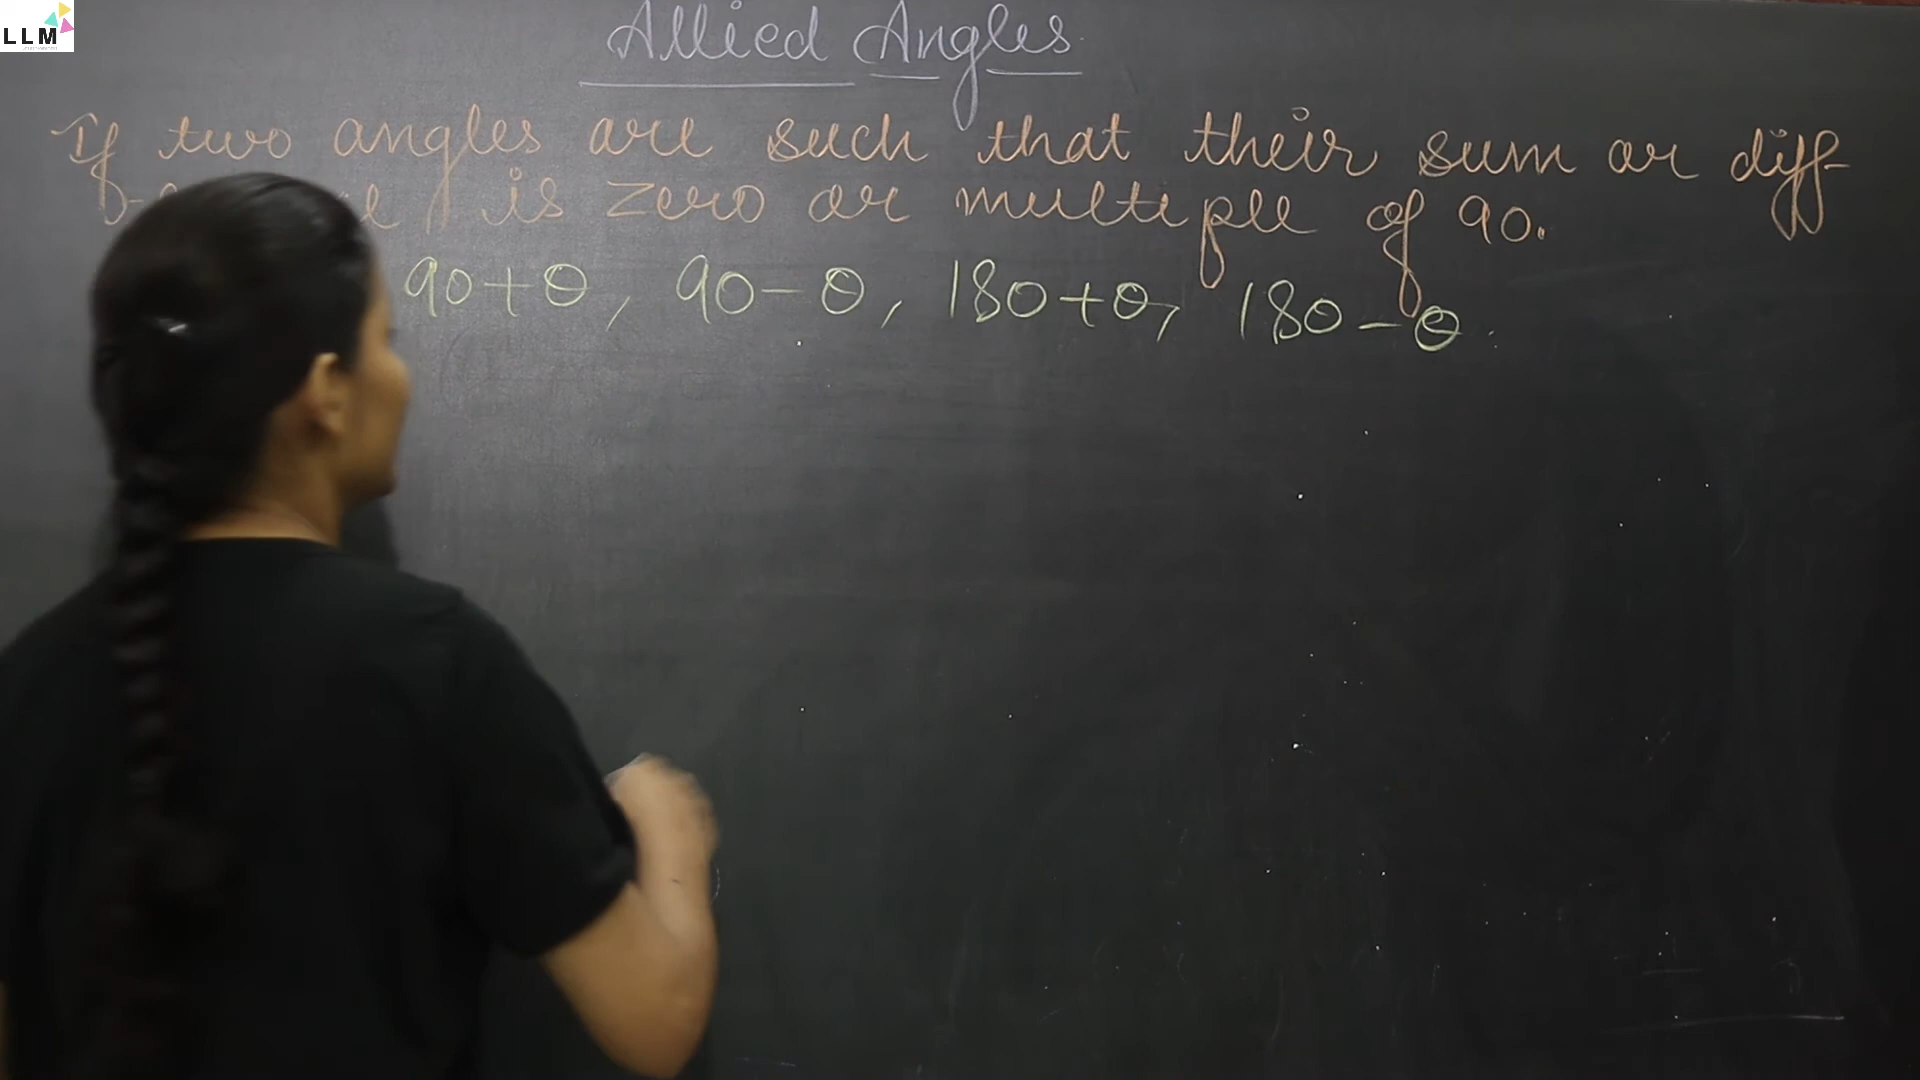 LLM
Allied Angles
If two angles are such that their sum or diff-
is zero or multiple of 90.
90+θ, 90-θ, 180+θ, 180-θ